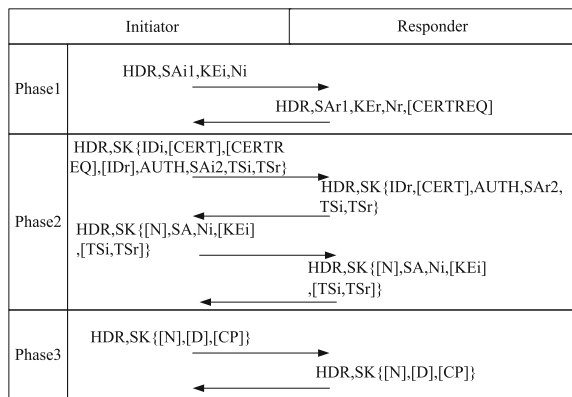 Initiator
Responder
Phase1
HDR,SAi1,KEi,Ni
HDR,SAr1,KEr,Nr,[CERTREQ]
Phase2
HDR,SK{IDi,[CERT],[CERTR
EQ],[IDr],AUTH,SAi2,TSi,TSr}
HDR,SK{IDr,[CERT],AUTH,SAr2,
TSi,TSr}
HDR,SK{[N],SA,Ni,[KEi]
,[TSi,TSr]}
HDR,SK{[N],SA,Ni,[KEi]
,[TSi,TSr]}
Phase3
HDR,SK{[N],[D],[CP]}
HDR,SK{[N],[D],[CP]}